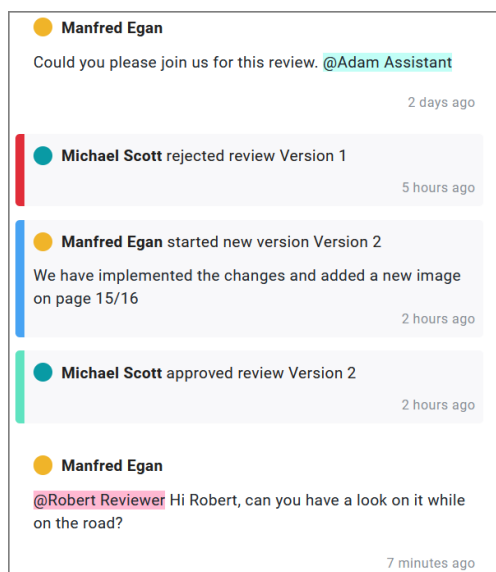 Manfred Egan
Could you please join us for this review. @Adam Assistant
2 days ago
Michael Scott rejected review Version 1
5 hours ago
Manfred Egan started new version Version 2
We have implemented the changes and added a new image
on page 15/16
2 hours ago
Michael Scott approved review Version 2
2 hours ago
Manfred Egan
@Robert Reviewer Hi Robert, can you have a look on it while
on the road?
7 minutes ago